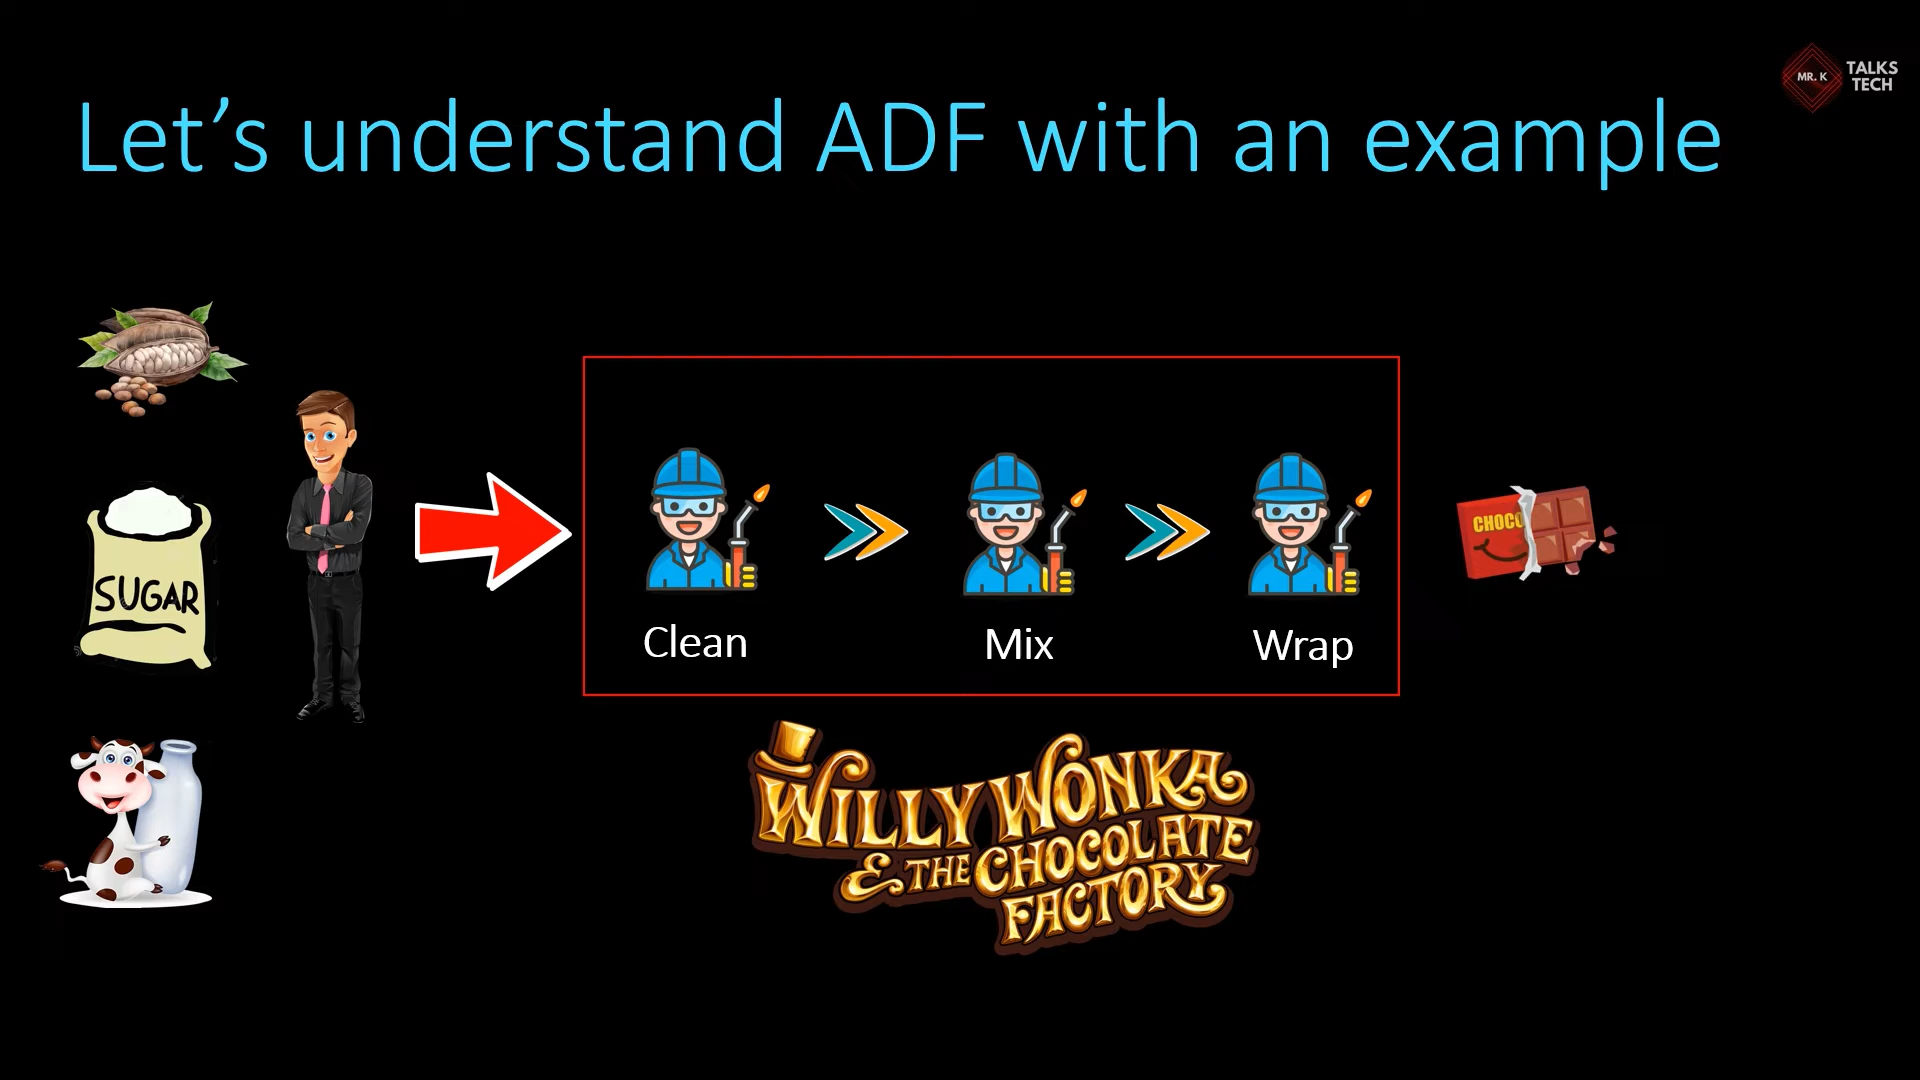 MR. K
TALKS
TECH
Let's understand ADF with an example
SUGAR
Clean
Mix
Wrap
CHOCO
WILLY WONKA
& THE CHOCOLATE
FACTORY